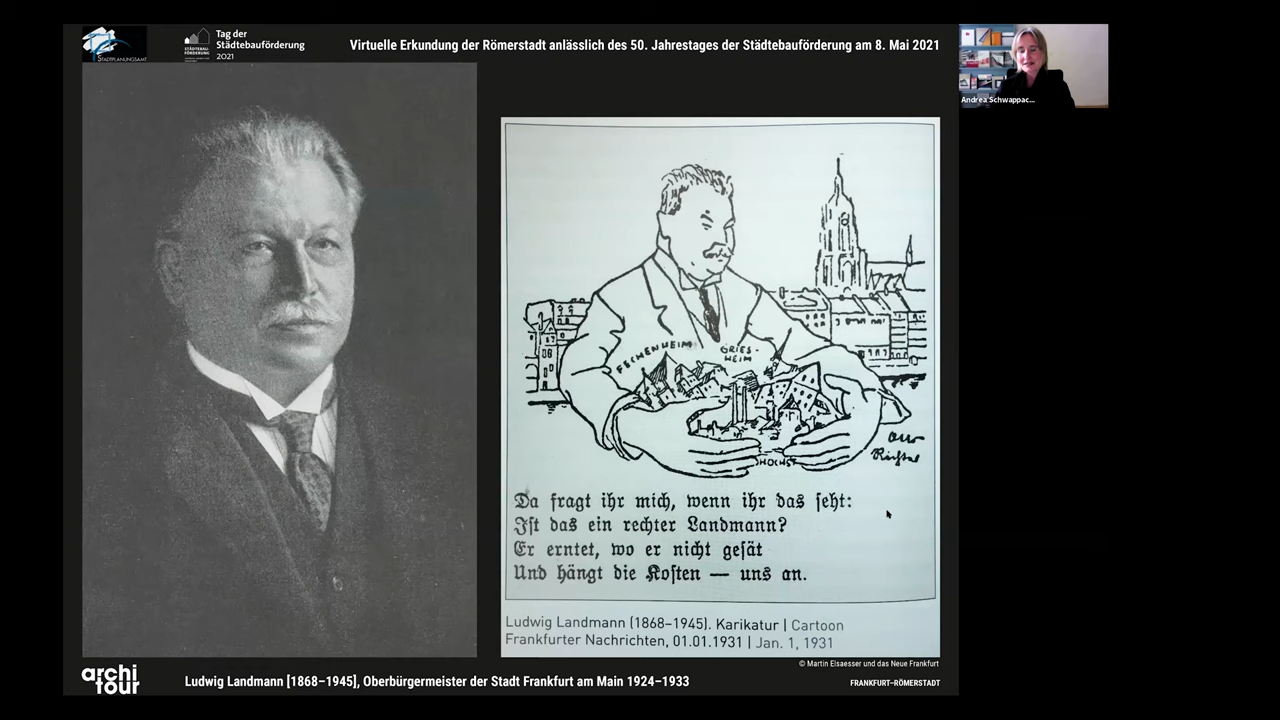 STADTPLANUNGSAMT
STÄDTEBAU-
FÖRDERUNG
Tag der
Städtebauförderung
2021
Virtuelle Erkundung der Römerstadt anlässlich des 50. Jahrestages der Städtebauförderung am 8. Mai 2021
Andrea Schwappac...
FECHENHEIM
GRIES-
HEIM
HÖCHST
Da fragt ihr mich, wenn ihr das seht:
Ist das ein rechter Landmann?
Er erntet, wo er nicht gesät
Und hängt die Kosten — uns an.
Ludwig Landmann (1868–1945). Karikatur | Cartoon
Frankfurter Nachrichten, 01.01.1931 | Jan. 1, 1931
© Martin Elsaesser und das Neue Frankfurt
archi
tour
Ludwig Landmann [1868–1945], Oberbürgermeister der Stadt Frankfurt am Main 1924–1933
FRANKFURT–RÖMERSTADT